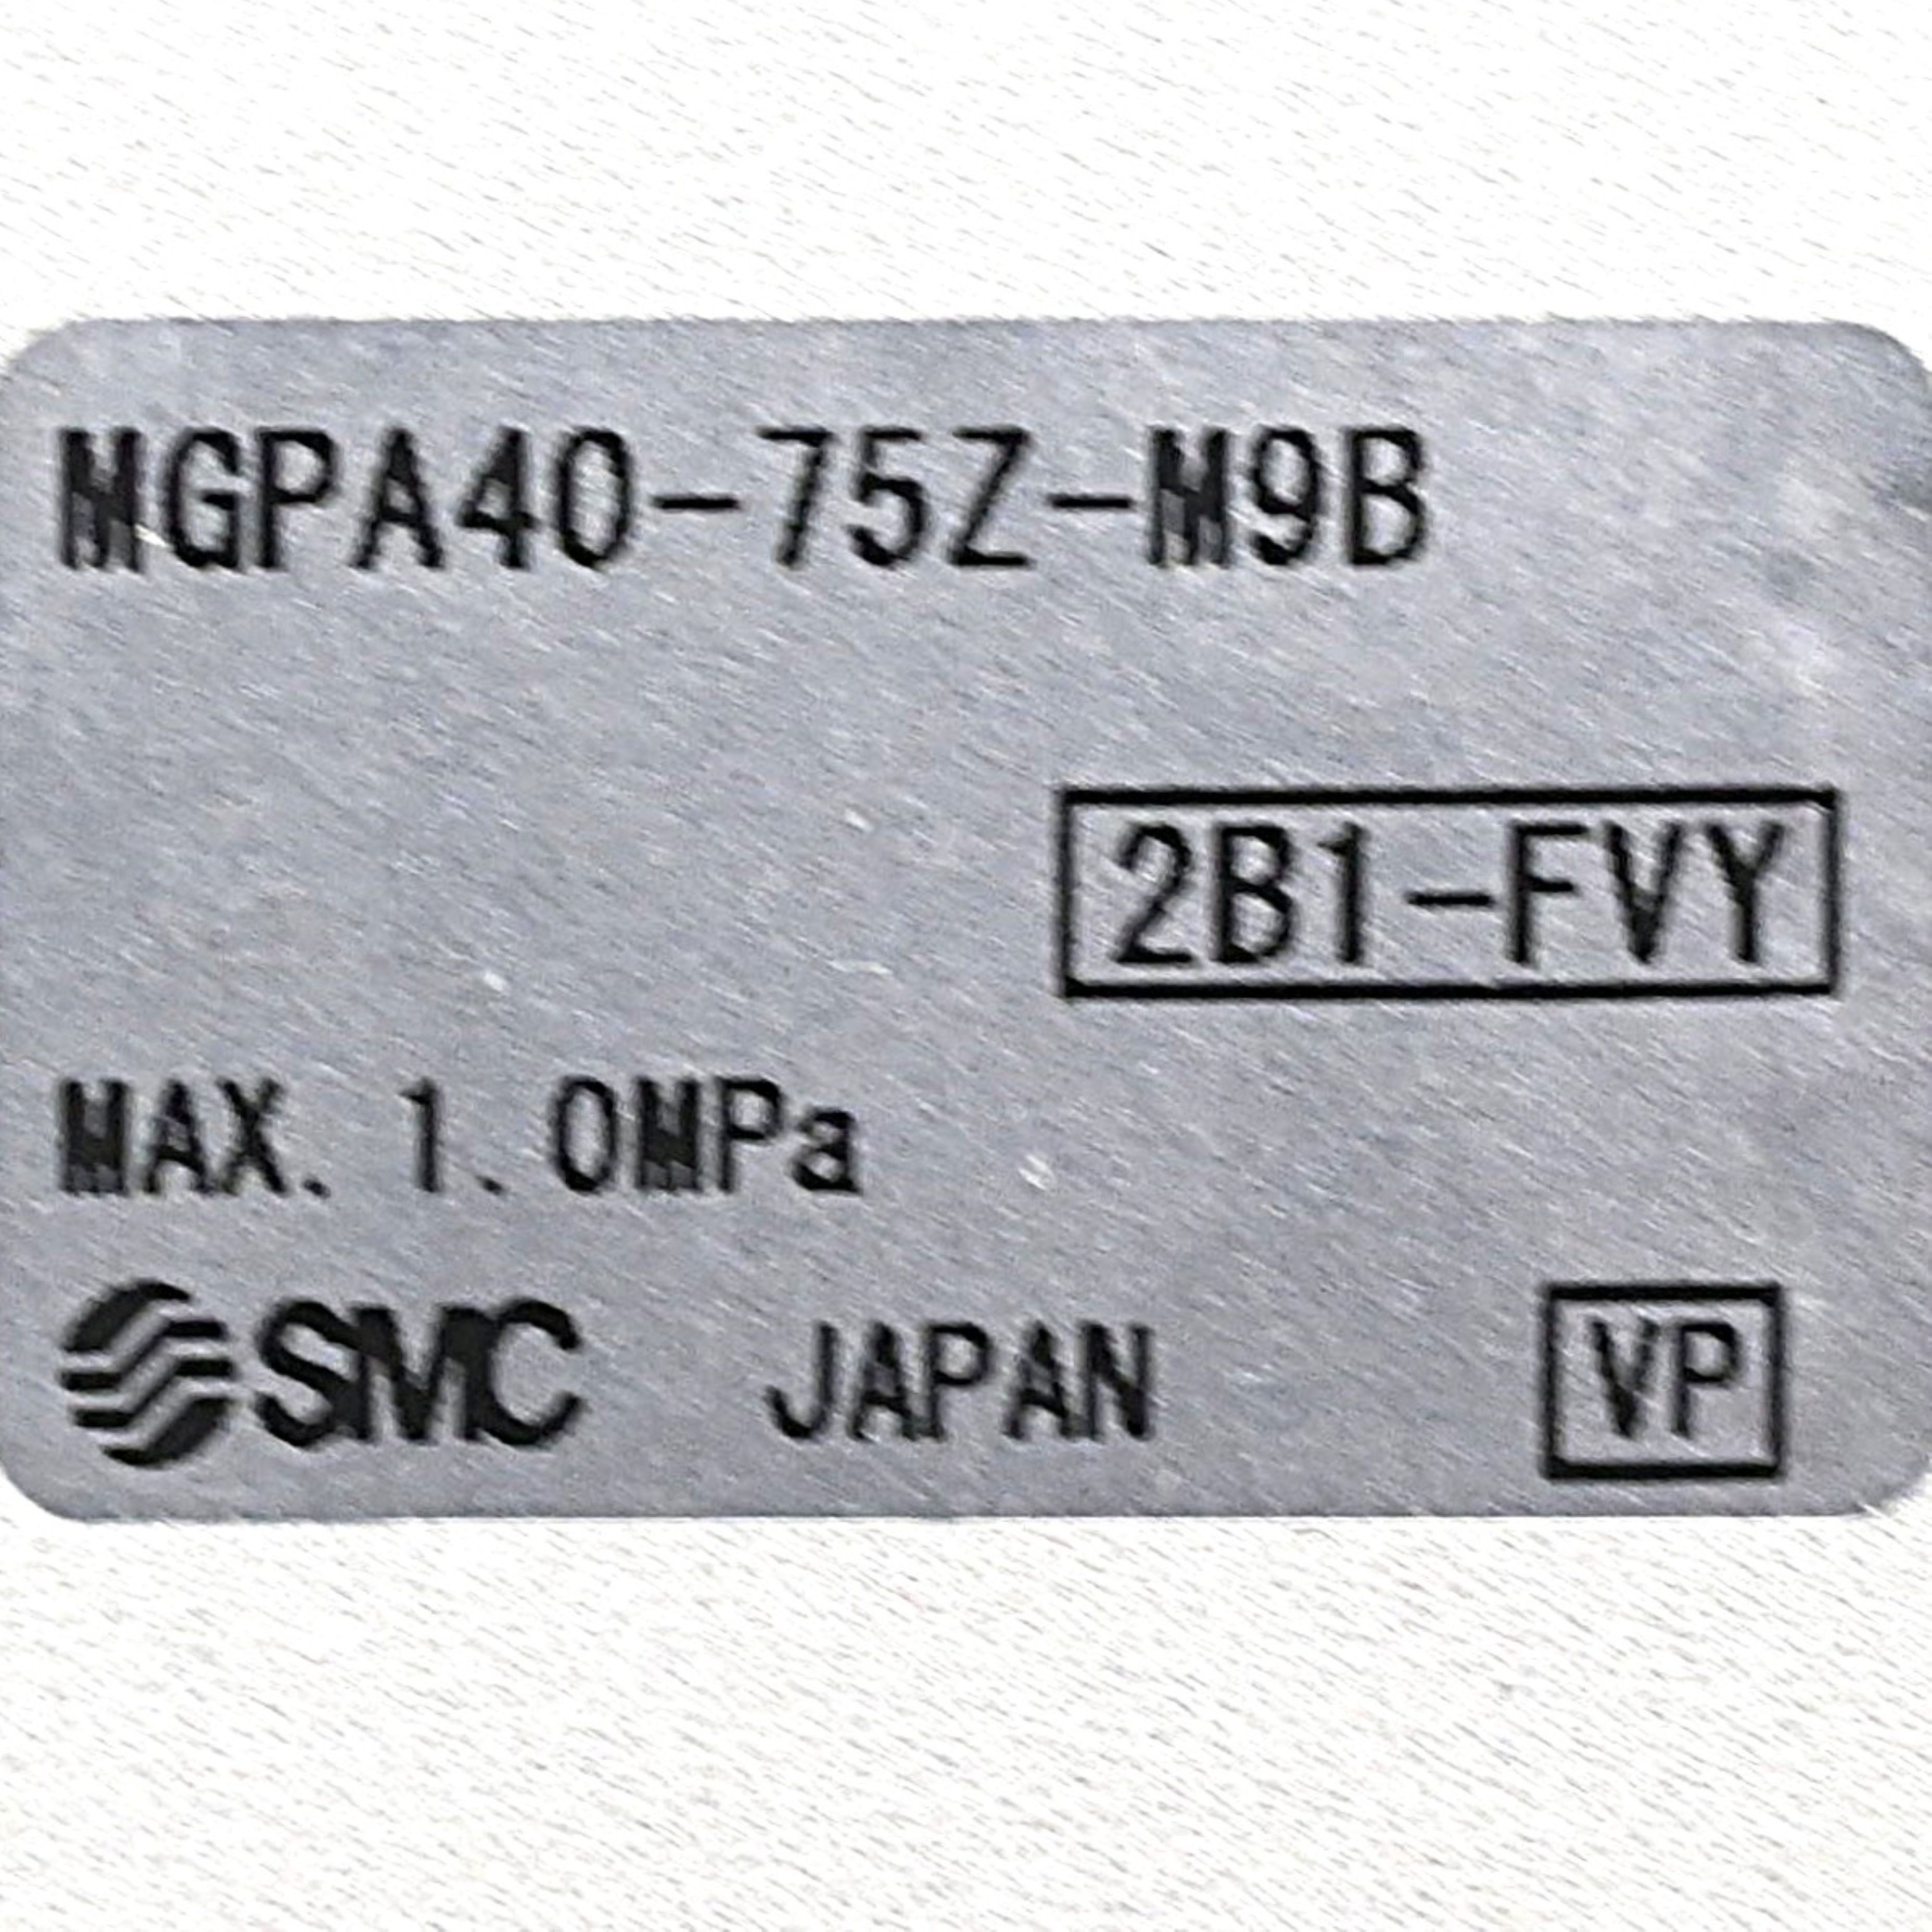 MGPA40-75Z-M9B
2B1-FVY
MAX. 1.0MPa
SMC JAPAN VP